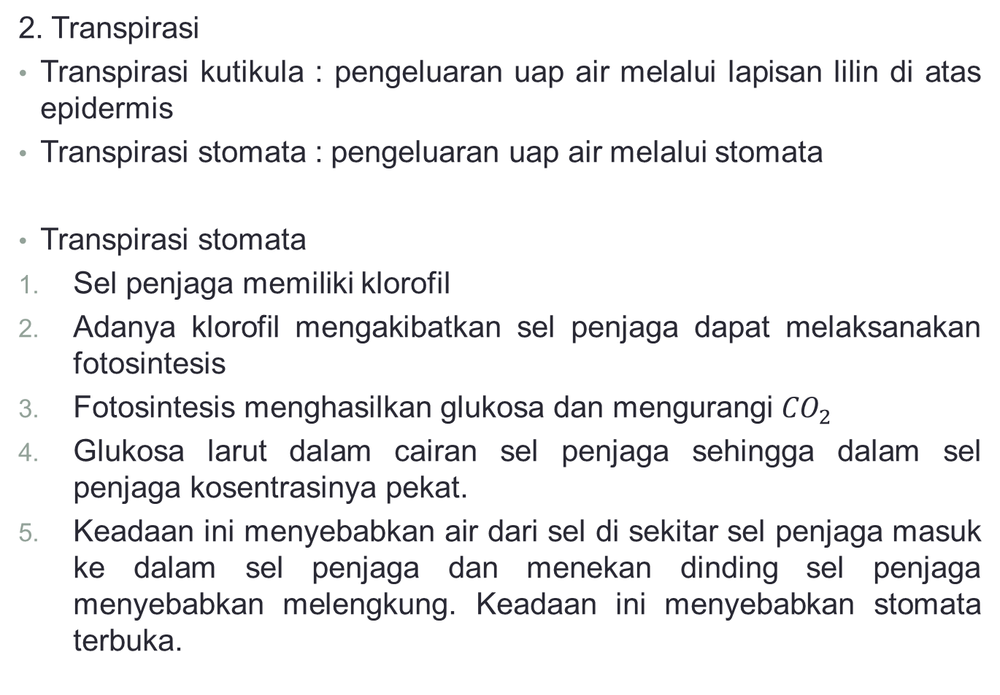 2. Transpirasi
• Transpirasi kutikula : pengeluaran uap air melalui lapisan lilin di atas
epidermis
• Transpirasi stomata : pengeluaran uap air melalui stomata
• Transpirasi stomata
1. Sel penjaga memiliki klorofil
2. Adanya klorofil mengakibatkan sel penjaga dapat melaksanakan
fotosintesis
3. Fotosintesis menghasilkan glukosa dan mengurangi CO₂
4. Glukosa larut dalam cairan sel penjaga sehingga dalam sel
penjaga kosentrasinya pekat.
5. Keadaan ini menyebabkan air dari sel di sekitar sel penjaga masuk
ke dalam sel penjaga dan menekan dinding sel penjaga
menyebabkan melengkung. Keadaan ini menyebabkan stomata
terbuka.